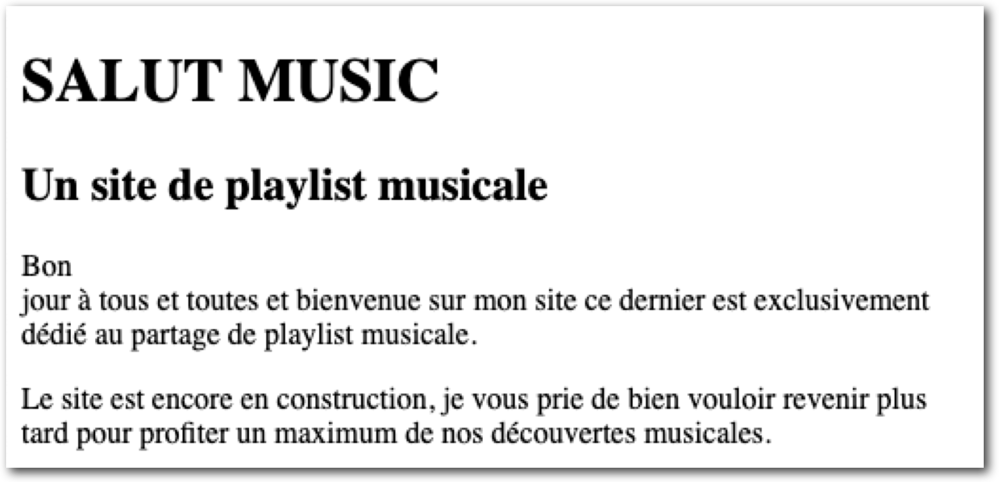 SALUT MUSIC
Un site de playlist musicale
Bon
jour à tous et toutes et bienvenue sur mon site ce dernier est exclusivement
dédié au partage de playlist musicale.
Le site est encore en construction, je vous prie de bien vouloir revenir plus
tard pour profiter un maximum de nos découvertes musicales.